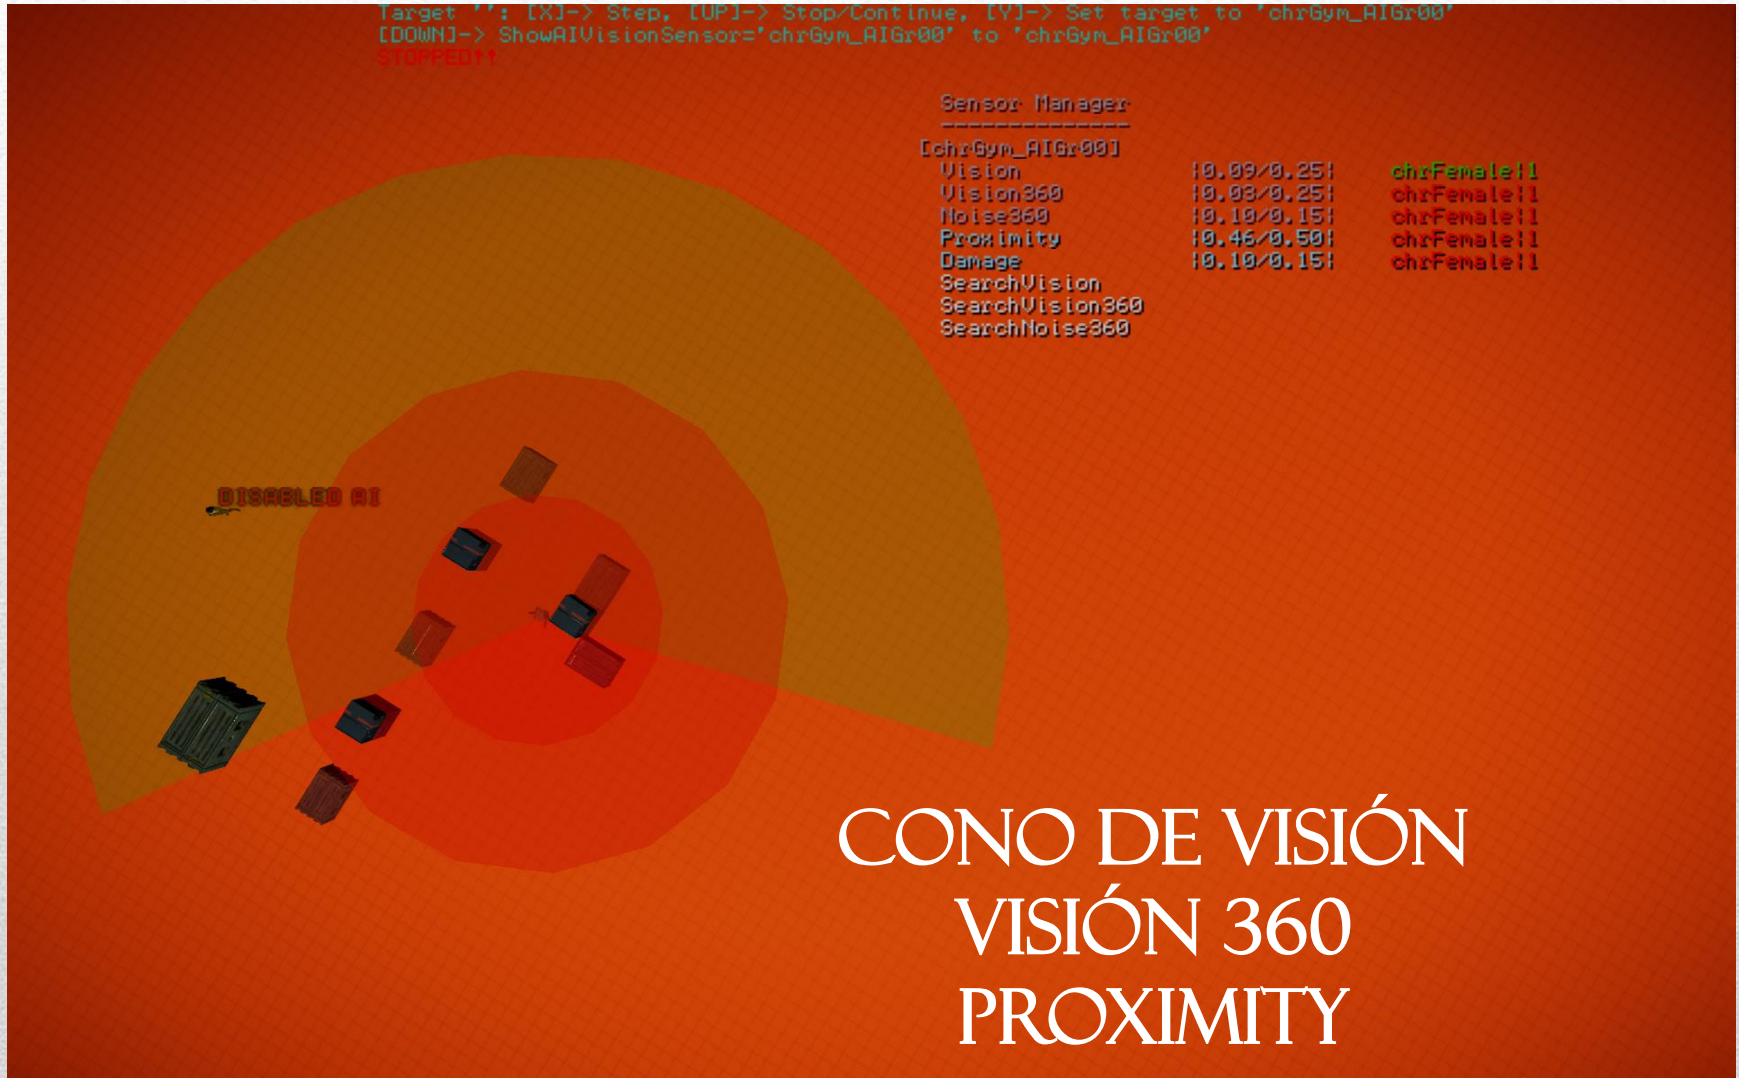 Target '': [X]-> Step, [UP]-> Stop/Continue, [Y]-> Set target to 'chrGym_AIGr00'
[DOWN]-> ShowAIVisionSensor='chrGym_AIGr00' to 'chrGym_AIGr00'
STOPPED!!
Sensor Manager
--------------
[chrGym_AIGr00]
Vision |0.09/0.25| chrFemale|1
Vision360 |0.03/0.25| chrFemale|1
Noise360 |0.10/0.15| chrFemale|1
Proximity |0.46/0.50| chrFemale|1
Damage |0.10/0.15| chrFemale|1
SearchVision
SearchVision360
SearchNoise360
DISABLED AI
CONO DE VISIÓN
VISIÓN 360
PROXIMITY